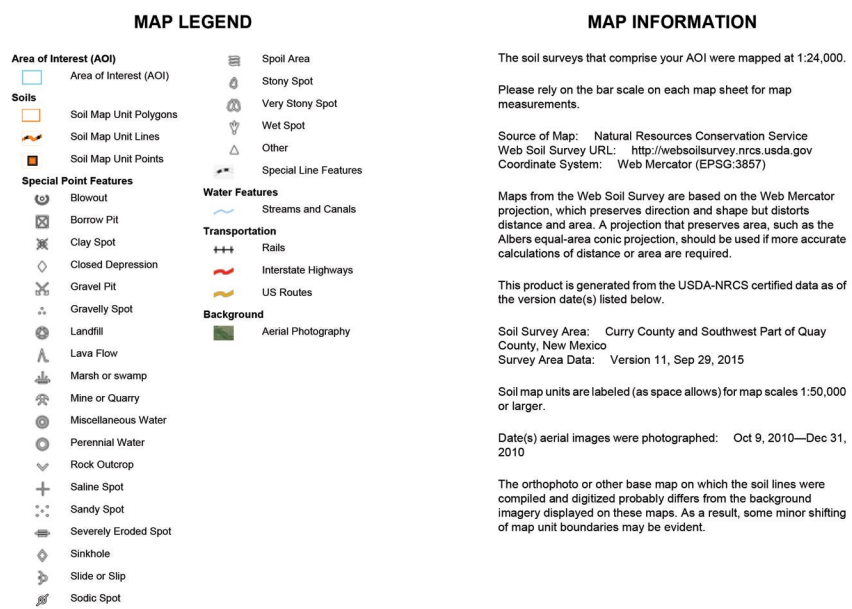 MAP LEGEND
Area of Interest (AOI)
Area of Interest (AOI)
Soils
Soil Map Unit Polygons
Soil Map Unit Lines
Soil Map Unit Points
Special Point Features
Blowout
Borrow Pit
Clay Spot
Closed Depression
Gravel Pit
Gravelly Spot
Landfill
Lava Flow
Marsh or swamp
Mine or Quarry
Miscellaneous Water
Perennial Water
Rock Outcrop
Saline Spot
Sandy Spot
Severely Eroded Spot
Sinkhole
Slide or Slip
Sodic Spot
Spoil Area
Stony Spot
Very Stony Spot
Wet Spot
Other
Special Line Features
Water Features
Streams and Canals
Transportation
Rails
Interstate Highways
US Routes
Background
Aerial Photography
MAP INFORMATION
The soil surveys that comprise your AOI were mapped at 1:24,000.
Please rely on the bar scale on each map sheet for map
measurements.
Source of Map: Natural Resources Conservation Service
Web Soil Survey URL: http://websoilsurvey.nrcs.usda.gov
Coordinate System: Web Mercator (EPSG:3857)
Maps from the Web Soil Survey are based on the Web Mercator
projection, which preserves direction and shape but distorts
distance and area. A projection that preserves area, such as the
Albers equal-area conic projection, should be used if more accurate
calculations of distance or area are required.
This product is generated from the USDA-NRCS certified data as of
the version date(s) listed below.
Soil Survey Area: Curry County and Southwest Part of Quay
County, New Mexico
Survey Area Data: Version 11, Sep 29, 2015
Soil map units are labeled (as space allows) for map scales 1:50,000
or larger.
Date(s) aerial images were photographed: Oct 9, 2010—Dec 31,
2010
The orthophoto or other base map on which the soil lines were
compiled and digitized probably differs from the background
imagery displayed on these maps. As a result, some minor shifting
of map unit boundaries may be evident.